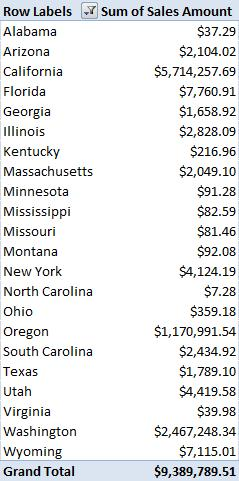 Row Labels Sum of Sales Amount
Alabama $37.29
Arizona $2,104.02
California $5,714,257.69
Florida $7,760.91
Georgia $1,658.92
Illinois $2,828.09
Kentucky $216.96
Massachusetts $2,049.10
Minnesota $91.28
Mississippi $82.59
Missouri $81.46
Montana $92.08
New York $4,124.19
North Carolina $7.28
Ohio $359.18
Oregon $1,170,991.54
South Carolina $2,434.92
Texas $1,789.10
Utah $4,419.58
Virginia $39.98
Washington $2,467,248.34
Wyoming $7,115.01
Grand Total $9,389,789.51